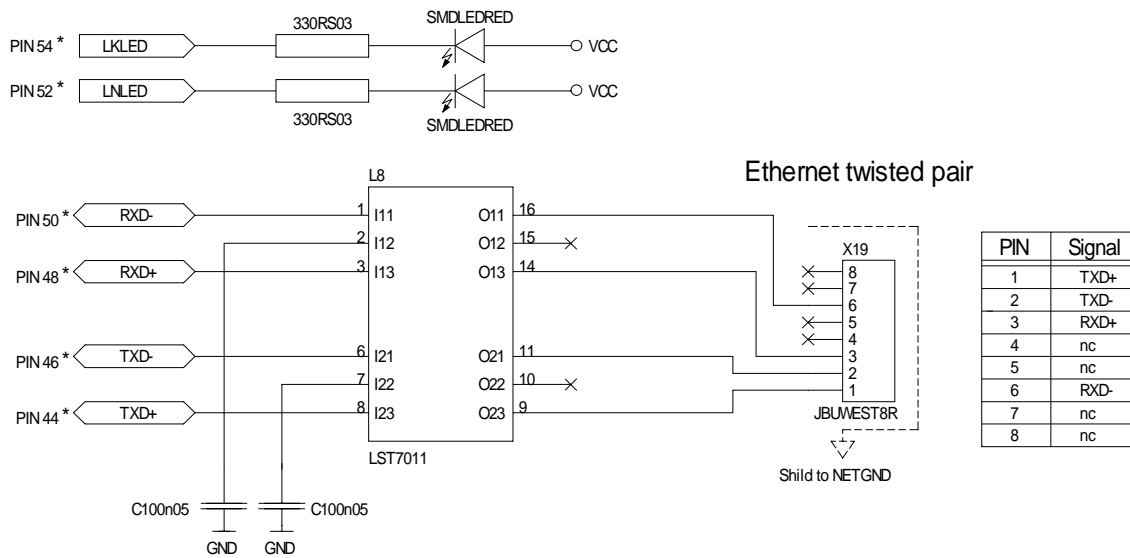 330RS03 SMDLEDRED
PIN 54 * LKLED VCC
PIN 52 * LNLED VCC
330RS03 SMDLEDRED
Ethernet twisted pair
L8
PIN 50 * RXD- 1 I11 O11 16
2 I12 O12 15
PIN 48 * RXD+ 3 I13 O13 14
PIN 46 * TXD- 6 I21 O21 11
7 I22 O22 10
PIN 44 * TXD+ 8 I23 O23 9
LST7011
X19
8
7
6
5
4
3
2
1
JBUWEST8R
Shild to NETGND
PIN Signal
1 TXD+
2 TXD-
3 RXD+
4 nc
5 nc
6 RXD-
7 nc
8 nc
C100n05 C100n05
GND GND